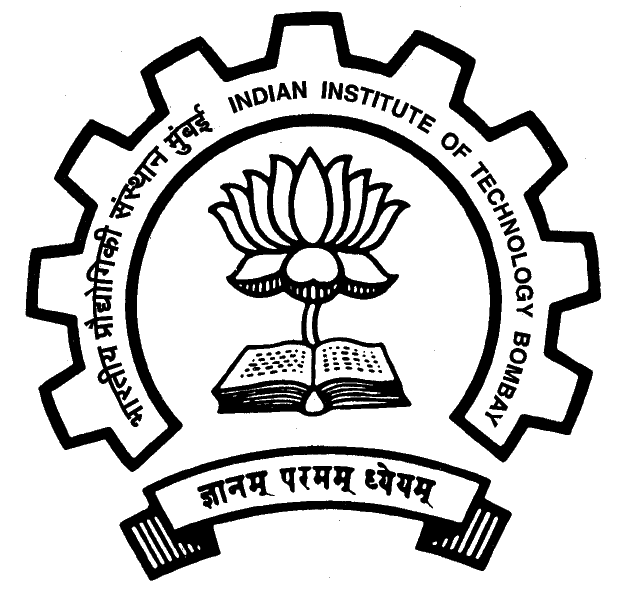 भारतीय प्रौद्योगिकी संस्थान मुंबई
INDIAN INSTITUTE OF TECHNOLOGY BOMBAY
ज्ञानम् परमम् ध्येयम्